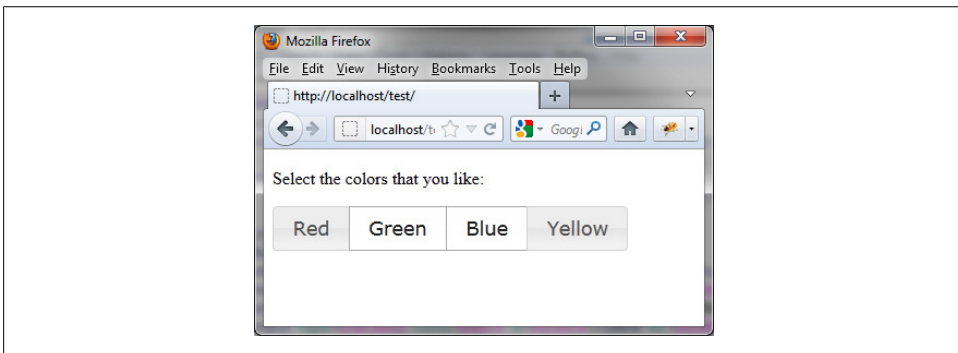 Mozilla Firefox
File Edit View History Bookmarks Tools Help
http://localhost/test/
localhost/t
Googl
Select the colors that you like:
Red Green Blue Yellow